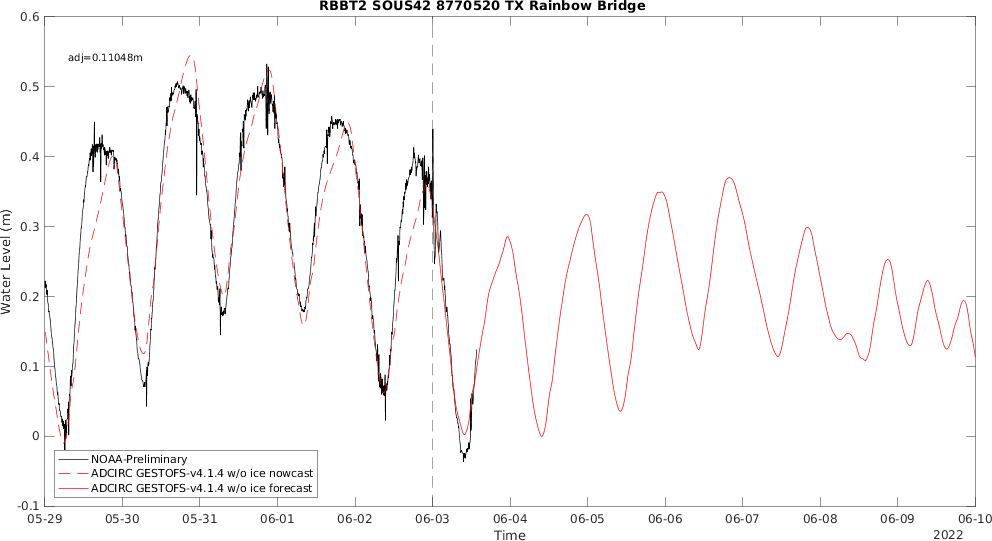 RBBT2 SOUS42 8770520 TX Rainbow Bridge
0.6
adj=0.11048m
0.5
0.4
0.3
0.2
0.1
0
-0.1
Water Level (m)
NOAA-Preliminary
ADCIRC GESTOFS-v4.1.4 w/o ice nowcast
ADCIRC GESTOFS-v4.1.4 w/o ice forecast
05-29 05-30 05-31 06-01 06-02 06-03 06-04 06-05 06-06 06-07 06-08 06-09 06-10
Time
2022